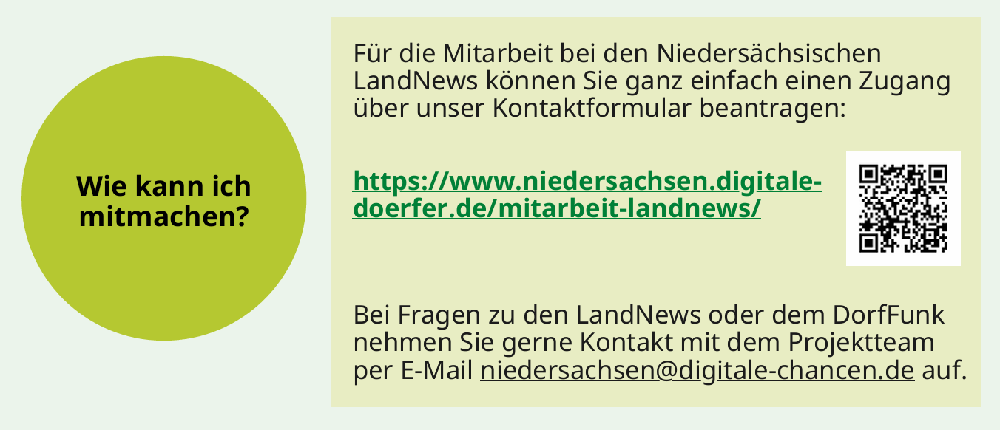 Wie kann ich
mitmachen?
Für die Mitarbeit bei den Niedersächsischen
LandNews können Sie ganz einfach einen Zugang
über unser Kontaktformular beantragen:
https://www.niedersachsen.digitale-
doerfer.de/mitarbeit-landnews/
Bei Fragen zu den LandNews oder dem DorfFunk
nehmen Sie gerne Kontakt mit dem Projektteam
per E-Mail niedersachsen@digitale-chancen.de auf.